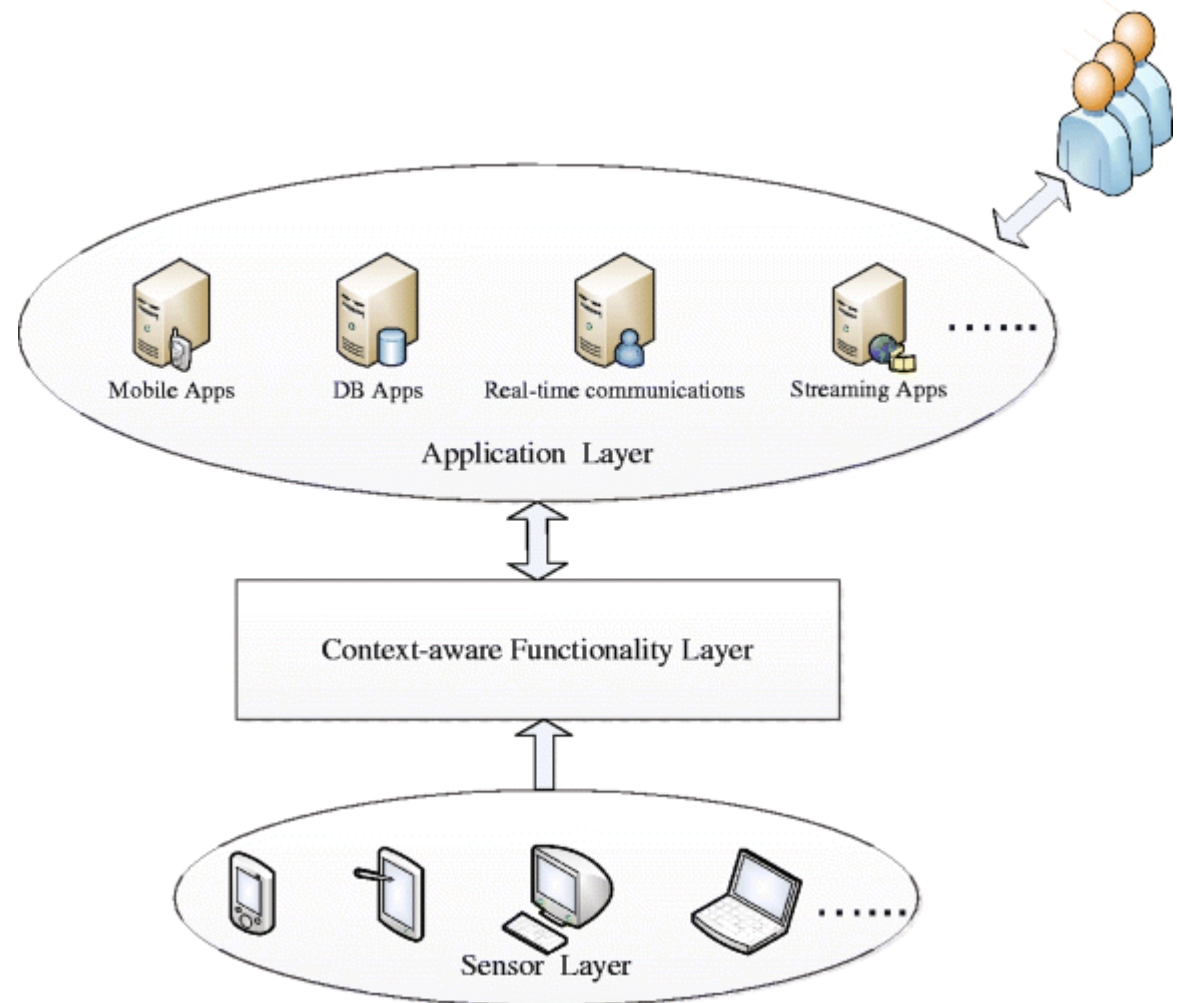 Mobile Apps
DB Apps
Real-time communications
Streaming Apps
Application Layer
Context-aware Functionality Layer
Sensor Layer